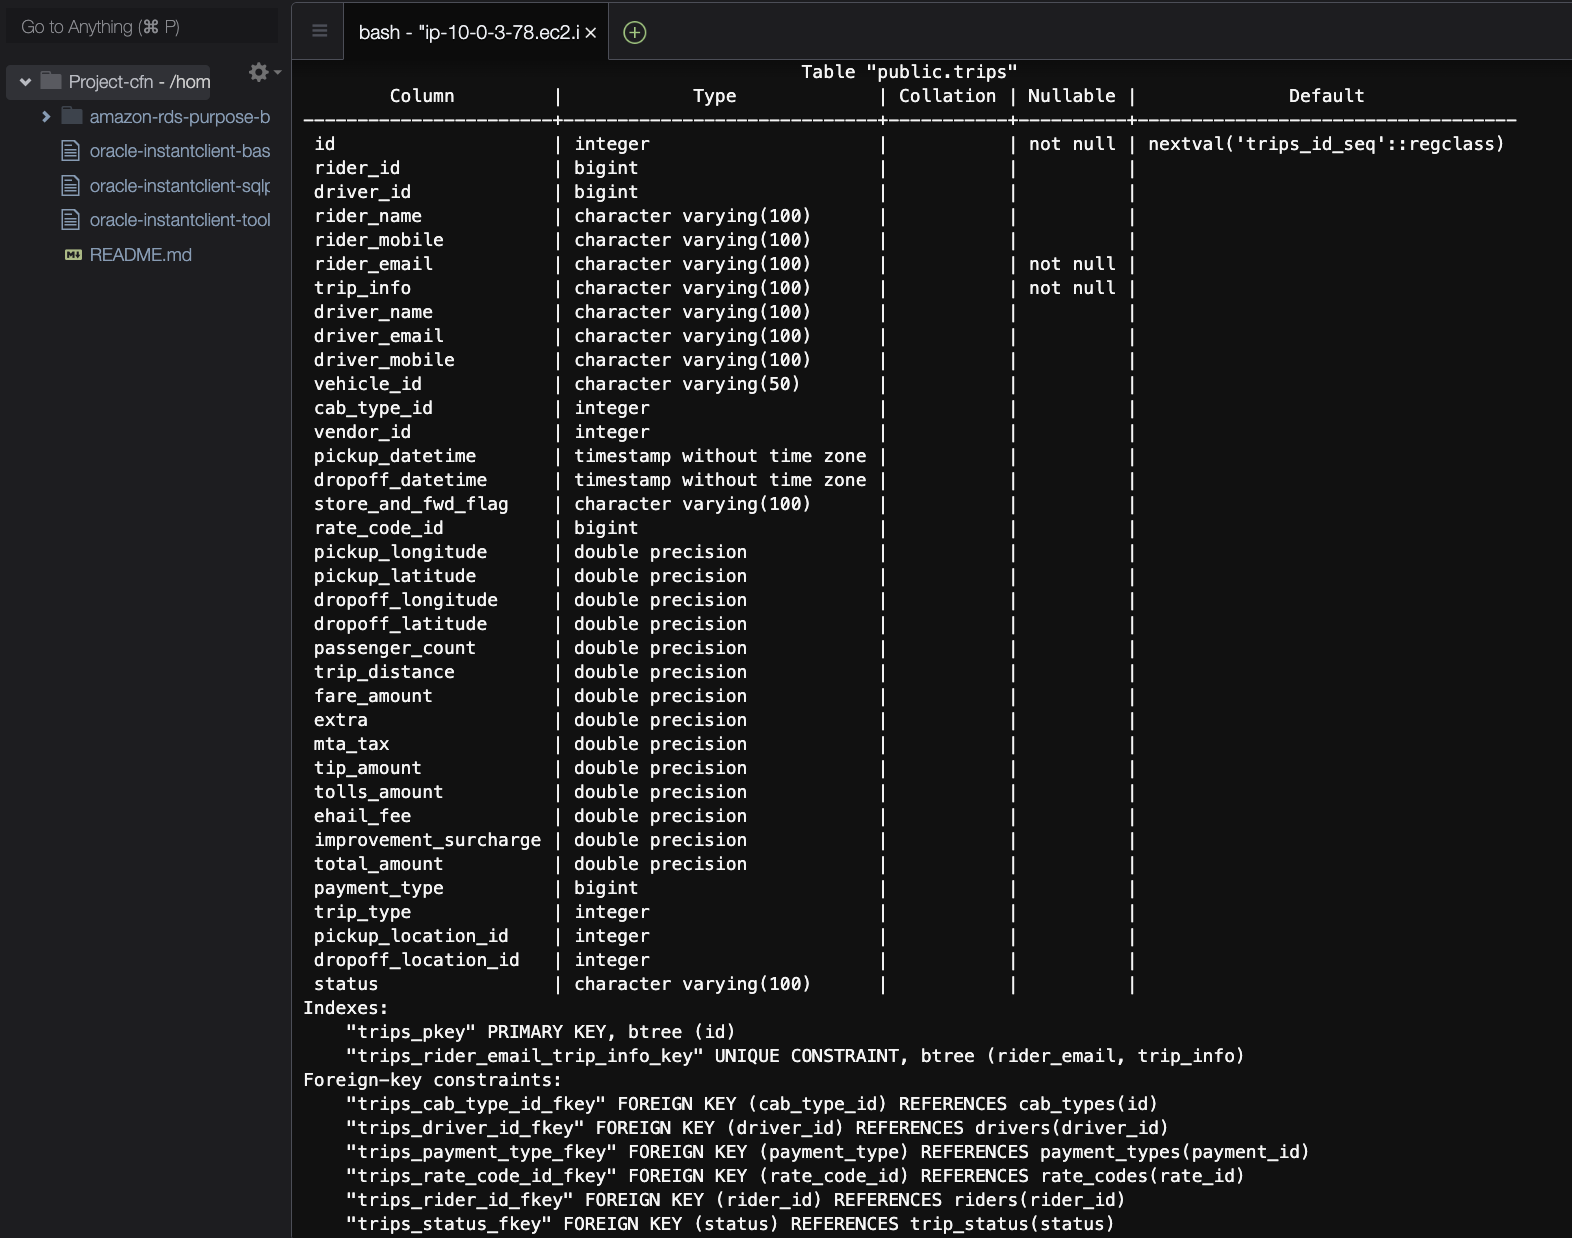 Go to Anything (⌘ P)
Project-cfn - /hom
amazon-rds-purpose-b
oracle-instantclient-bas
oracle-instantclient-sqlp
oracle-instantclient-tool
README.md
bash - "ip-10-0-3-78.ec2.i ×
Table "public.trips"
Column | Type | Collation | Nullable | Default
-----------------------+------------------------------+-----------+----------+-----------------------------------
id | integer | | not null | nextval('trips_id_seq'::regclass)
rider_id | bigint | | |
driver_id | bigint | | |
rider_name | character varying(100) | | |
rider_mobile | character varying(100) | | |
rider_email | character varying(100) | | not null |
trip_info | character varying(100) | | not null |
driver_name | character varying(100) | | |
driver_email | character varying(100) | | |
driver_mobile | character varying(100) | | |
vehicle_id | character varying(50) | | |
cab_type_id | integer | | |
vendor_id | integer | | |
pickup_datetime | timestamp without time zone | | |
dropoff_datetime | timestamp without time zone | | |
store_and_fwd_flag | character varying(100) | | |
rate_code_id | bigint | | |
pickup_longitude | double precision | | |
pickup_latitude | double precision | | |
dropoff_longitude | double precision | | |
dropoff_latitude | double precision | | |
passenger_count | double precision | | |
trip_distance | double precision | | |
fare_amount | double precision | | |
extra | double precision | | |
mta_tax | double precision | | |
tip_amount | double precision | | |
tolls_amount | double precision | | |
ehail_fee | double precision | | |
improvement_surcharge | double precision | | |
total_amount | double precision | | |
payment_type | bigint | | |
trip_type | integer | | |
pickup_location_id | integer | | |
dropoff_location_id | integer | | |
status | character varying(100) | | |
Indexes:
"trips_pkey" PRIMARY KEY, btree (id)
"trips_rider_email_trip_info_key" UNIQUE CONSTRAINT, btree (rider_email, trip_info)
Foreign-key constraints:
"trips_cab_type_id_fkey" FOREIGN KEY (cab_type_id) REFERENCES cab_types(id)
"trips_driver_id_fkey" FOREIGN KEY (driver_id) REFERENCES drivers(driver_id)
"trips_payment_type_fkey" FOREIGN KEY (payment_type) REFERENCES payment_types(payment_id)
"trips_rate_code_id_fkey" FOREIGN KEY (rate_code_id) REFERENCES rate_codes(rate_id)
"trips_rider_id_fkey" FOREIGN KEY (rider_id) REFERENCES riders(rider_id)
"trips_status_fkey" FOREIGN KEY (status) REFERENCES trip_status(status)